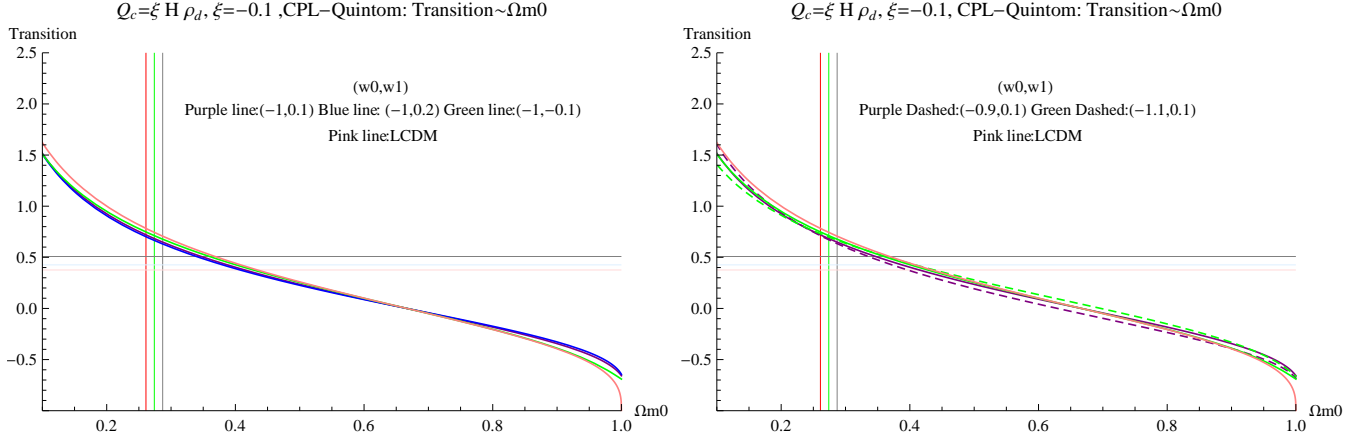 Q_c=ξ H ρ_d, ξ=−0.1 ,CPL−Quintom: Transition~Ωm0
Transition
2.5
2.0
1.5
1.0
0.5
0.0
−0.5
(w0,w1)
Purple line:(−1,0.1) Blue line: (−1,0.2) Green line:(−1,−0.1)
Pink line:LCDM
0.2
0.4
0.6
0.8
1.0
Ωm0
Q_c=ξ H ρ_d, ξ=−0.1, CPL−Quintom: Transition~Ωm0
Transition
2.5
2.0
1.5
1.0
0.5
0.0
−0.5
(w0,w1)
Purple Dashed:(−0.9,0.1) Green Dashed:(−1.1,0.1)
Pink line:LCDM
0.2
0.4
0.6
0.8
1.0
Ωm0